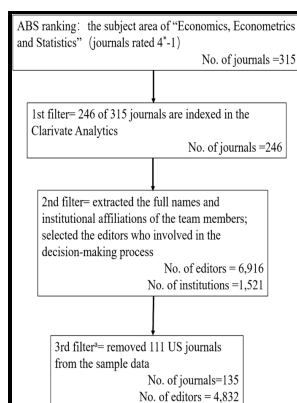 ABS ranking: the subject area of “Economics, Econometrics
and Statistics” (journals rated 4*-1)
No. of journals=315
1st filter= 246 of 315 journals are indexed in the
Clarivate Analytics
No. of journals =246
2nd filter= extracted the full names and
institutional affiliations of the team members;
selected the editors who involved in the
decision-making process
No. of editors = 6,916
No. of institutions =1,521
3rd filterª= removed 111 US journals
from the sample data
No. of journals=135
No. of editors = 4,832